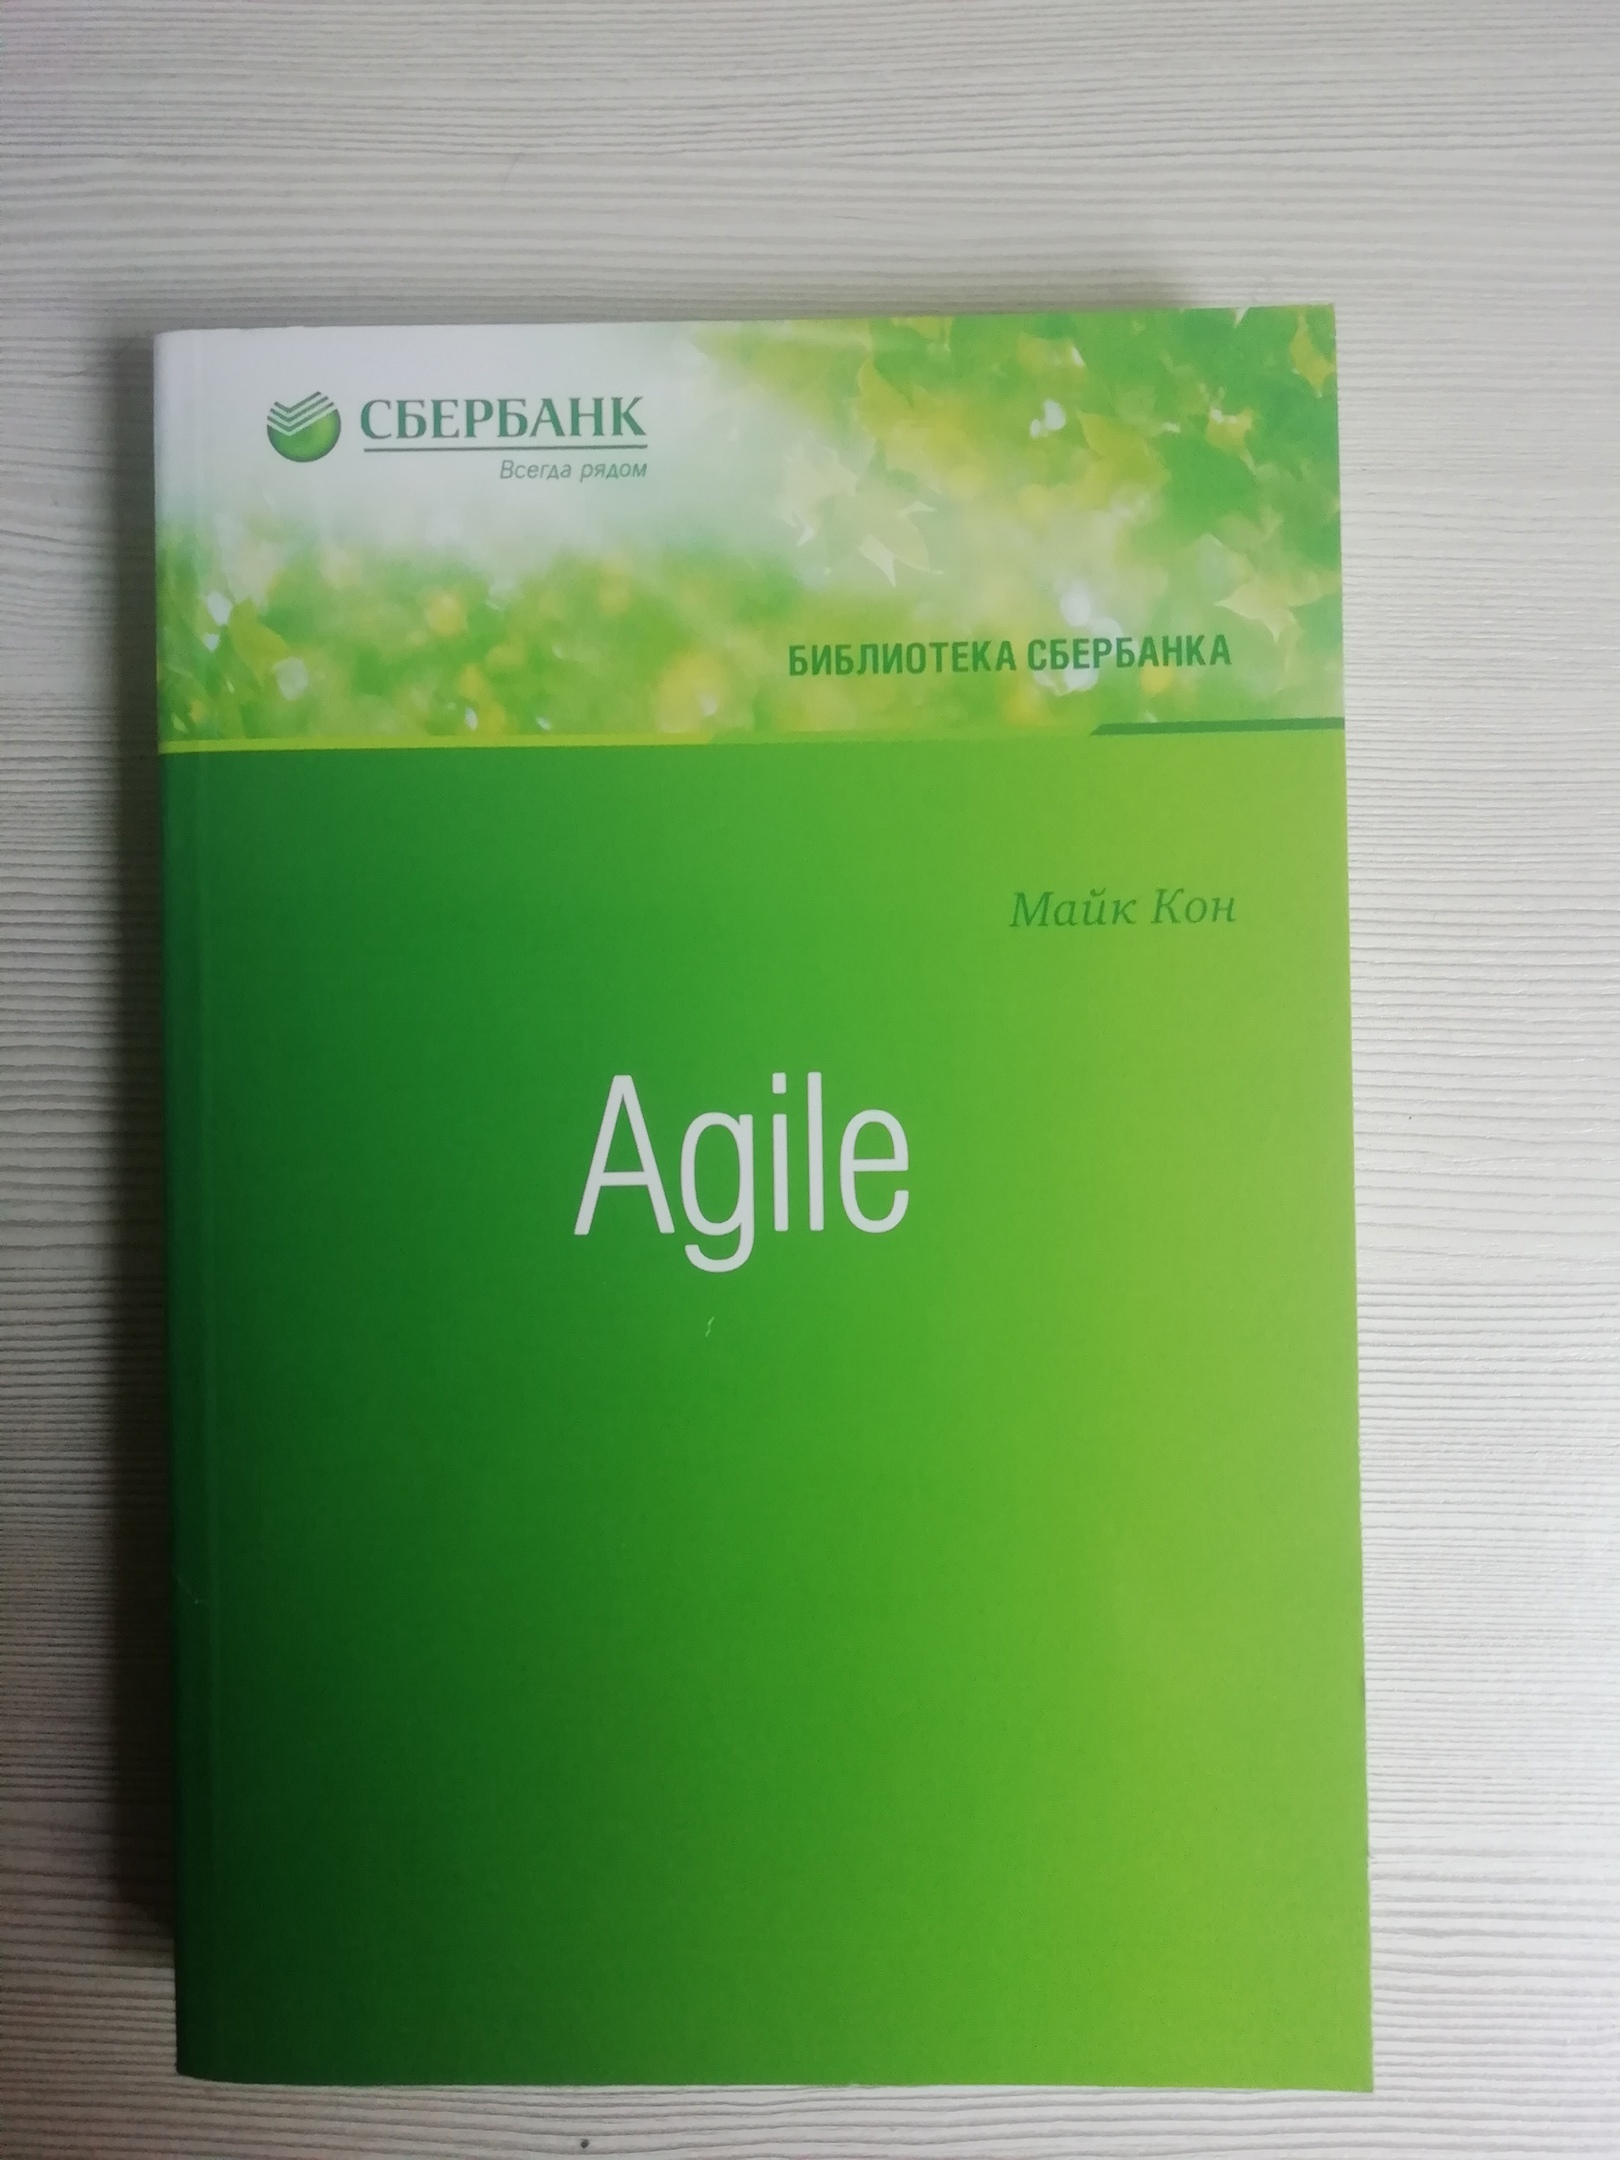 СБЕРБАНК
Всегда рядом
БИБЛИОТЕКА СБЕРБАНКА
Майк Кон
Agile